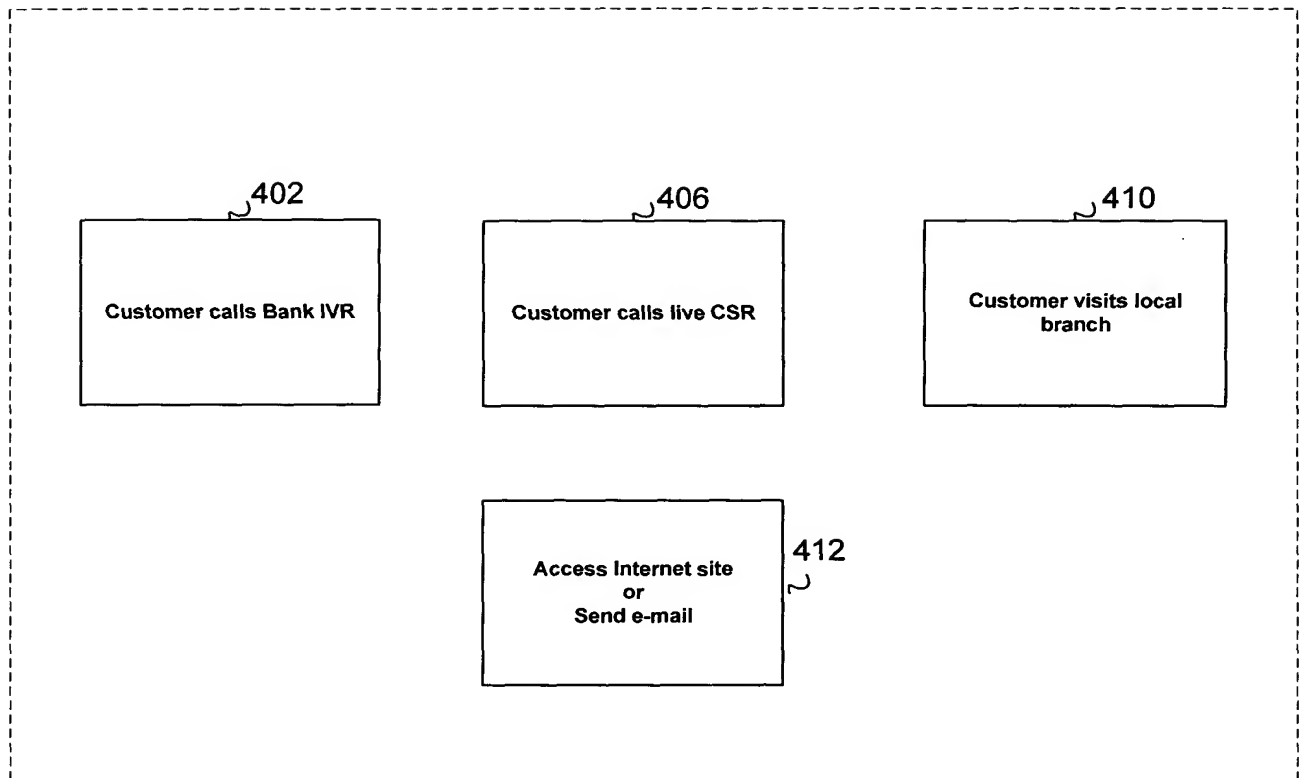 402
406
410
Customer calls Bank IVR
Customer calls live CSR
Customer visits local
branch
412
Access Internet site
or
Send e-mail